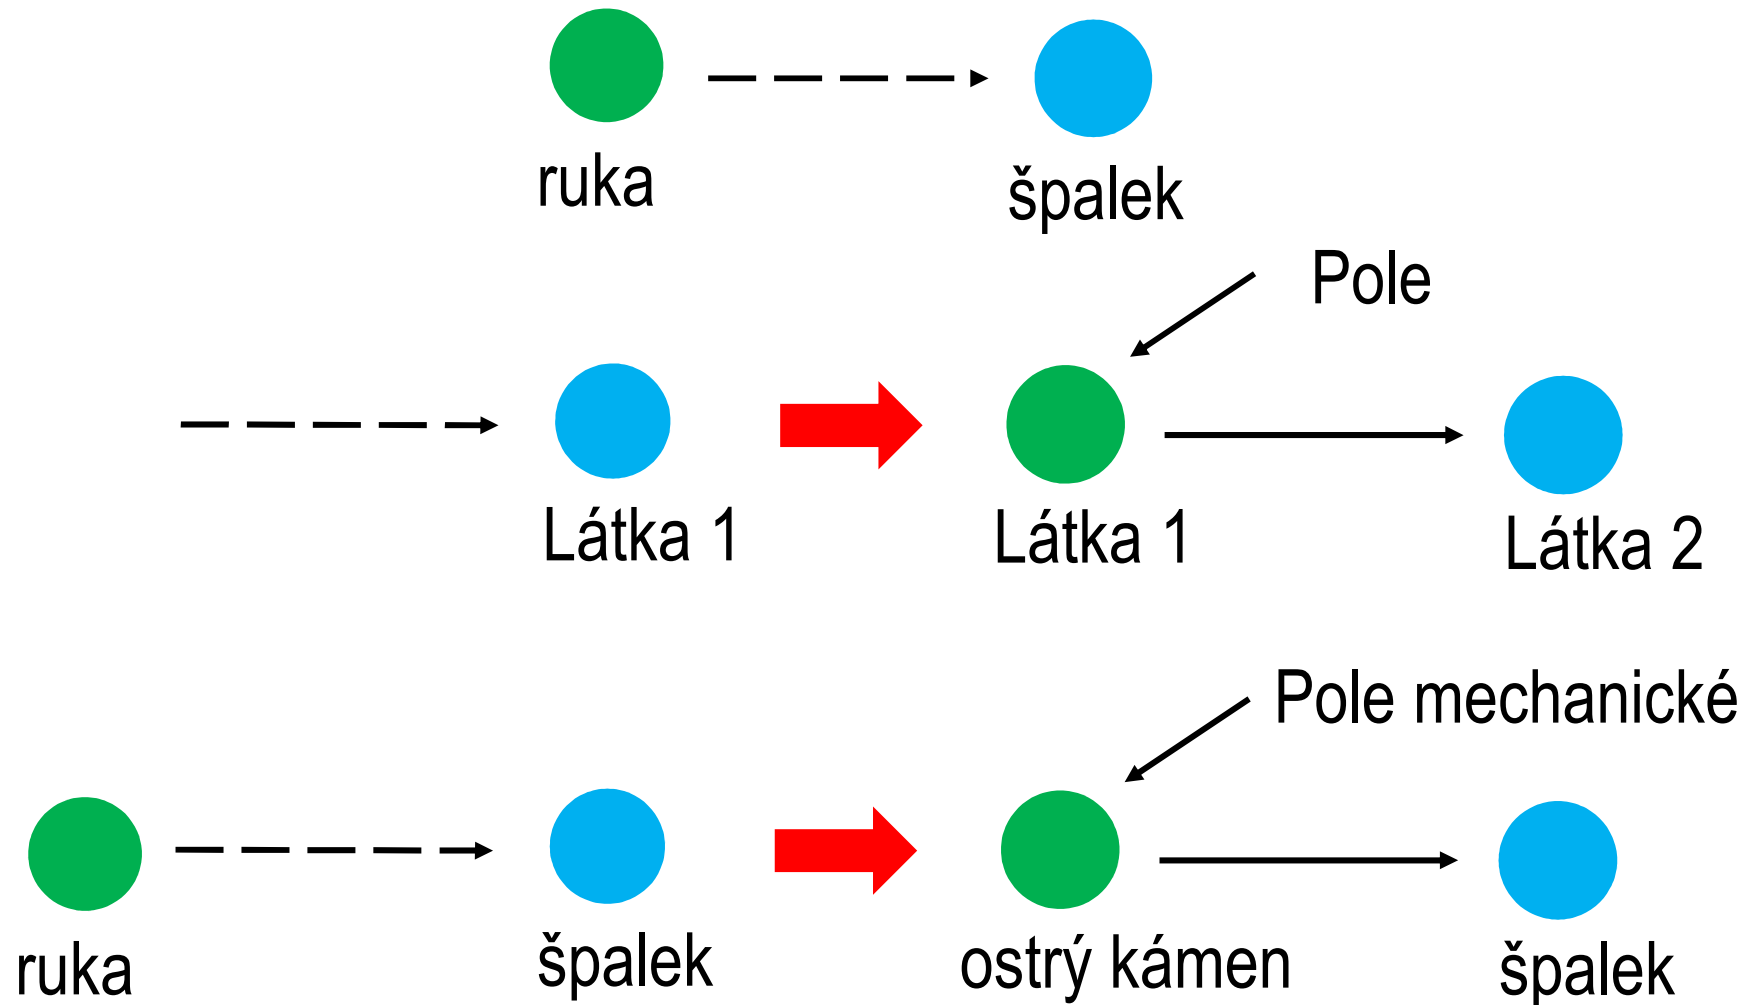 ruka
špalek
Pole
Látka 1
Látka 1
Látka 2
Pole mechanické
ruka
špalek
ostrý kámen
špalek